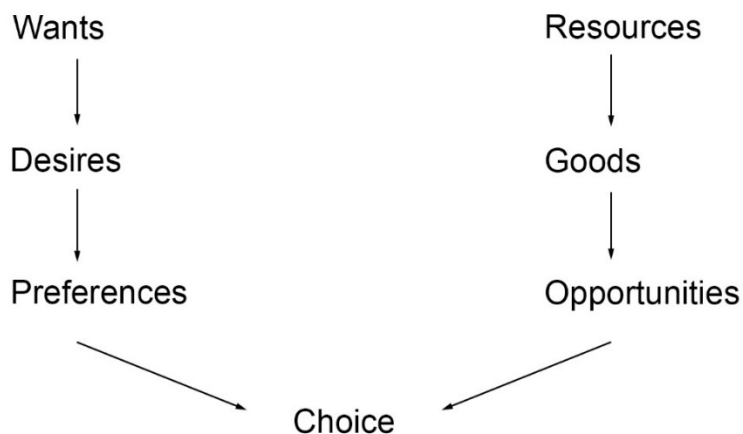 Wants
Resources
Desires
Goods
Preferences
Opportunities
Choice